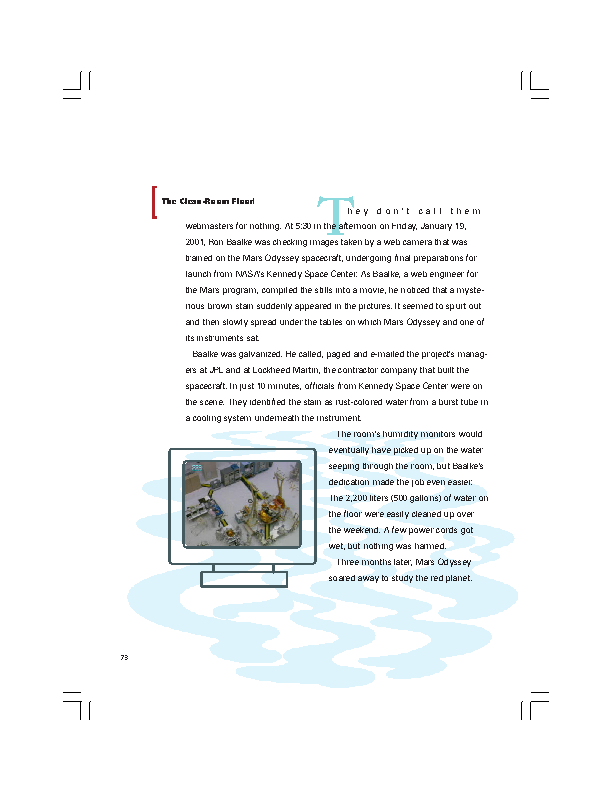 The Clean-Room Flood
They don't call them
webmasters for nothing. At 5:30 in the afternoon on Friday, January 19,
2001, Ron Baalke was checking images taken by a web camera that was
trained on the Mars Odyssey spacecraft, undergoing final preparations for
launch from NASA's Kennedy Space Center. As Baalke, a web engineer for
the Mars program, compiled the stills into a movie, he noticed that a myste-
rious brown stain suddenly appeared in the pictures. It seemed to spurt out
and then slowly spread under the tables on which Mars Odyssey and one of
its instruments sat.
Baalke was galvanized. He called, paged and e-mailed the project's manag-
ers at JPL and at Lockheed Martin, the contractor company that built the
spacecraft. In just 10 minutes, officials from Kennedy Space Center were on
the scene. They identified the stain as rust-colored water from a burst tube in
a cooling system underneath the instrument.
The room's humidity monitors would
eventually have picked up on the water
seeping through the room, but Baalke's
dedication made the job even easier.
The 2,200 liters (500 gallons) of water on
the floor were easily cleaned up over
the weekend. A few power cords got
wet, but nothing was harmed.
Three months later, Mars Odyssey
soared away to study the red planet.